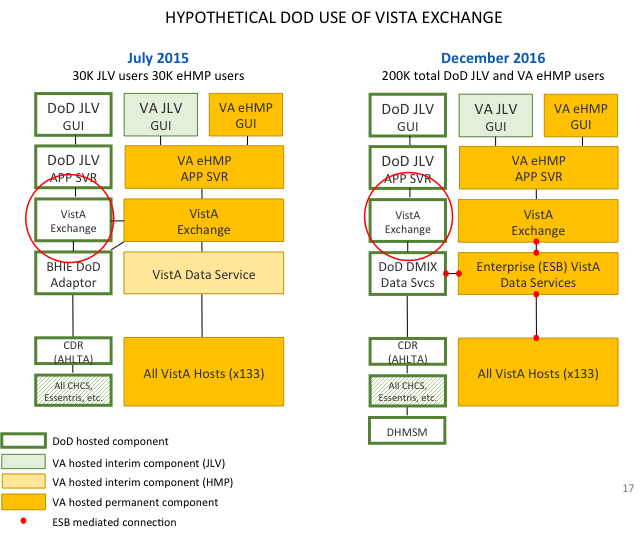 HYPOTHETICAL DOD USE OF VISTA EXCHANGE
July 2015
30K JLV users 30K eHMP users
DoD JLV
GUI
VA JLV
GUI
VA eHMP
GUI
DoD JLV
APP SVR
VA eHMP
APP SVR
VistA
Exchange
VistA
Exchange
BHIE DoD
Adaptor
VistA Data Service
CDR
(AHLTA)
All CHCS,
Essentris, etc.
All VistA Hosts (x133)
December 2016
200K total DoD JLV and VA eHMP users
DoD JLV
GUI
VA JLV
GUI
VA eHMP
GUI
DoD JLV
APP SVR
VA eHMP
APP SVR
VistA
Exchange
VistA
Exchange
DoD DMIX
Data Svcs
Enterprise (ESB) VistA
Data Services
CDR
(AHLTA)
All CHCS,
Essentris, etc.
DHMSM
All VistA Hosts (x133)
DoD hosted component
VA hosted interim component (JLV)
VA hosted interim component (HMP)
VA hosted permanent component
ESB mediated connection
17